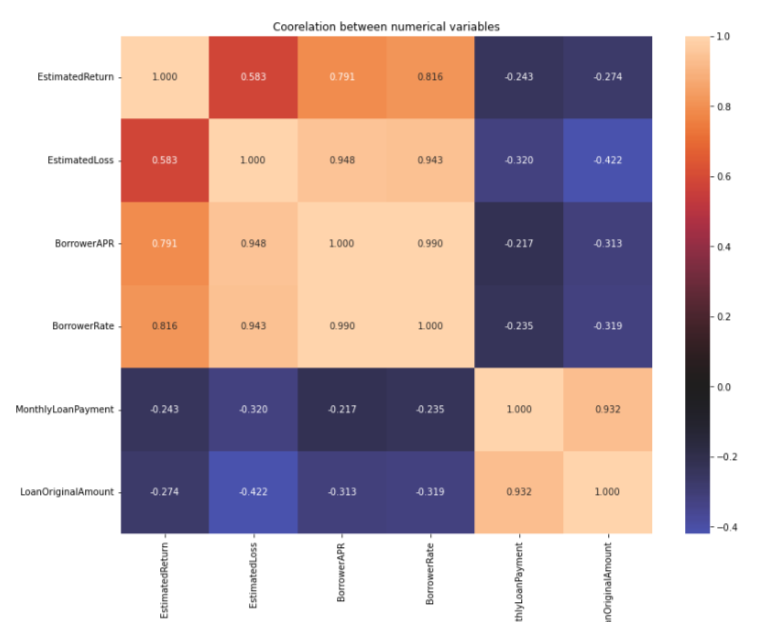 Coorelation between numerical variables
EstimatedReturn 1.000 0.583 0.791 0.816 -0.243 -0.274
EstimatedLoss 0.583 1.000 0.948 0.943 -0.320 -0.422
BorrowerAPR 0.791 0.948 1.000 0.990 -0.217 -0.313
BorrowerRate 0.816 0.943 0.990 1.000 -0.235 -0.319
MonthlyLoanPayment -0.243 -0.320 -0.217 -0.235 1.000 0.932
LoanOriginalAmount -0.274 -0.422 -0.313 -0.319 0.932 1.000
EstimatedReturn
EstimatedLoss
BorrowerAPR
BorrowerRate
thlyLoanPayment
nOriginalAmount
1.0
0.8
0.6
0.4
0.2
0.0
−0.2
−0.4